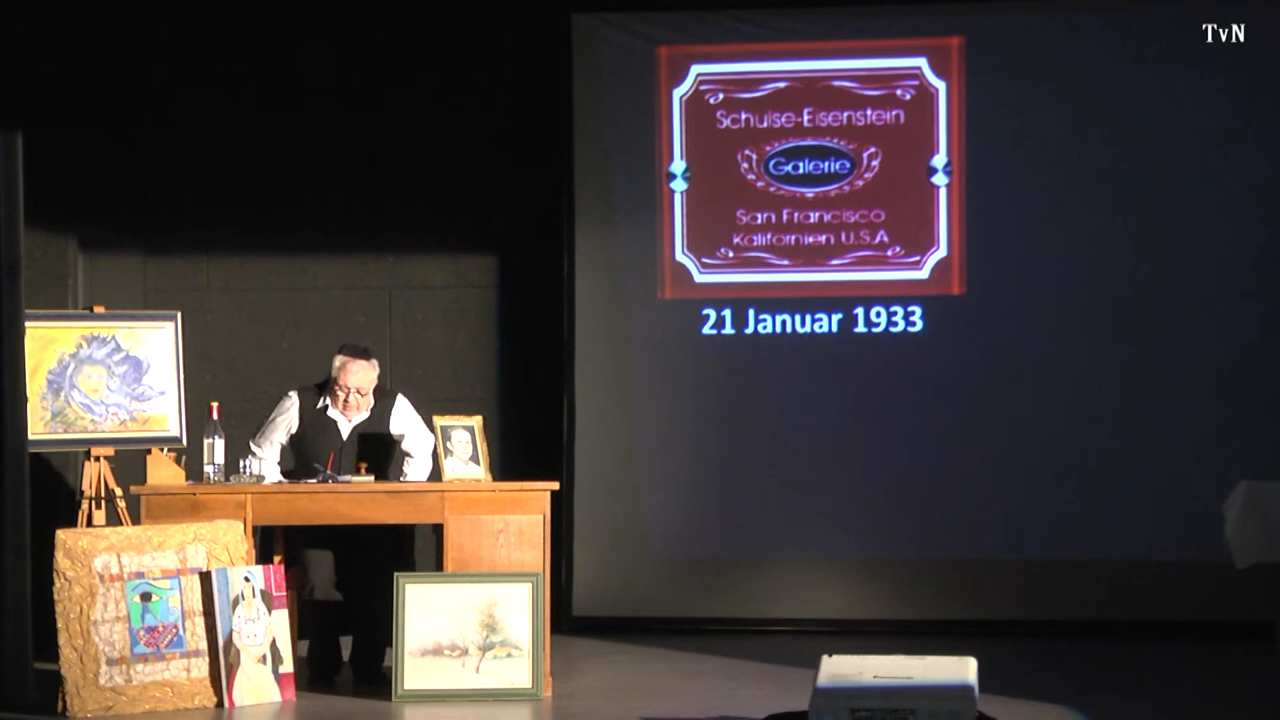 TvN
Schulse-Eisenstein
Galerie
San Francisco
Kalifornien U.S.A
21 Januar 1933